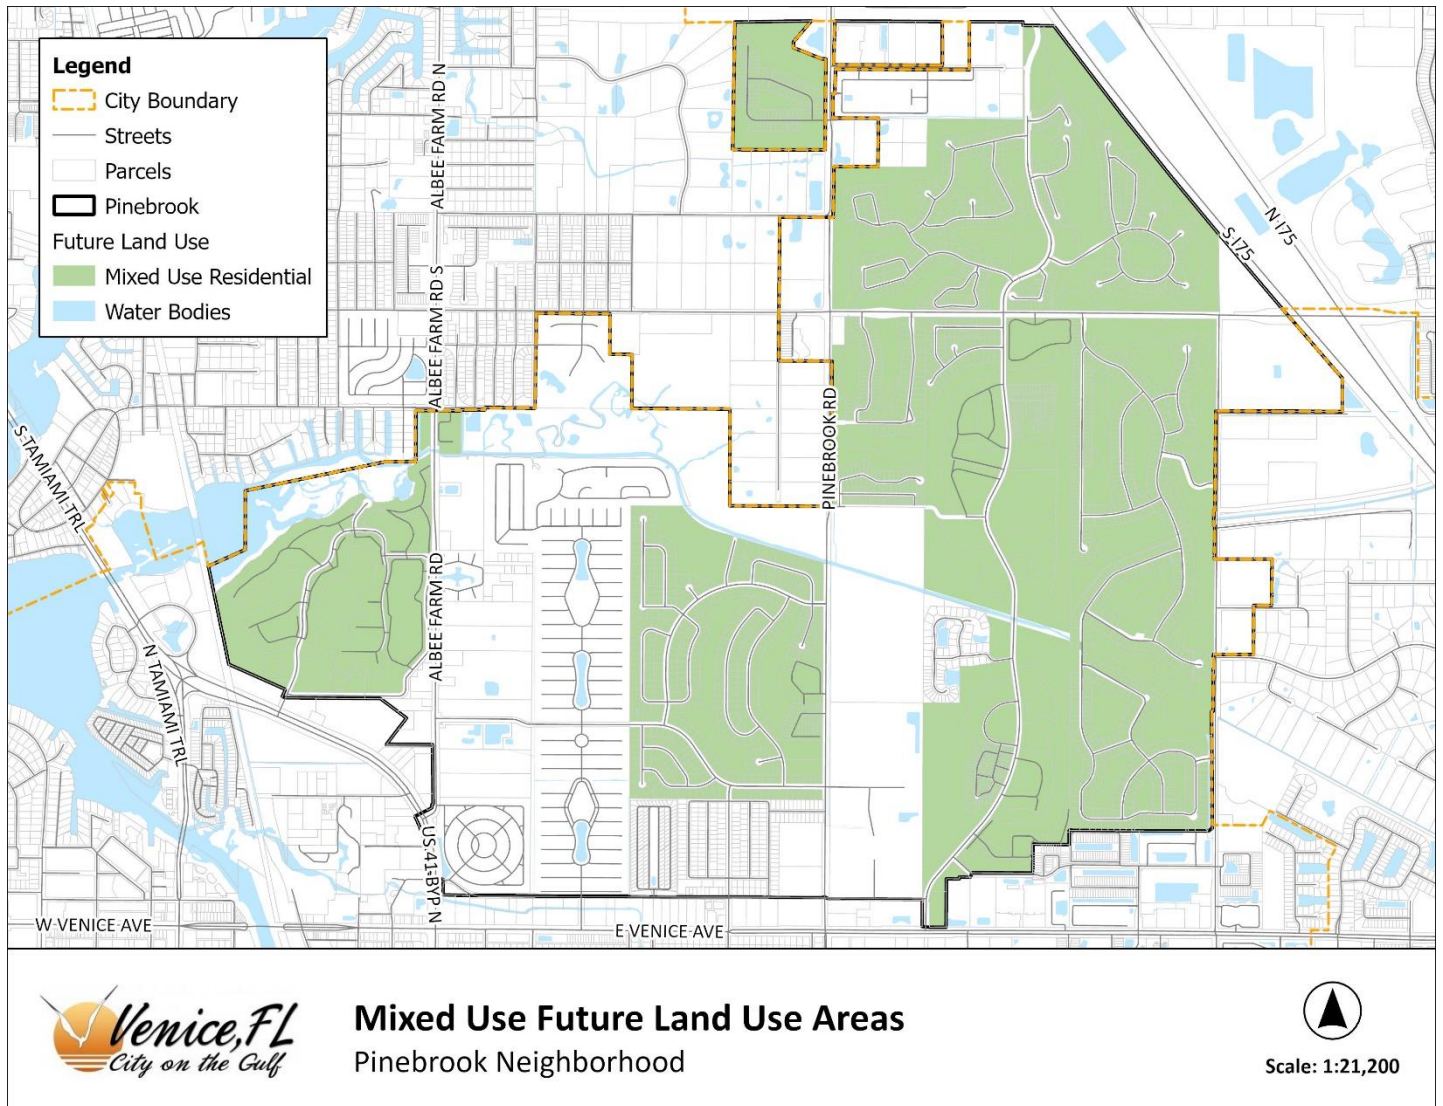 Legend
City Boundary
Streets
Parcels
Pinebrook
Future Land Use
Mixed Use Residential
Water Bodies
ALBEE FARM RD N
ALBEE FARM RD S
N I75
S I75
PINEBROOK RD
S TAMIAMI TRL
ALBEE FARM RD
N TAMIAMI TRL
US 41 BYP N
W VENICE AVE
E VENICE AVE
Venice, FL
City on the Gulf
Mixed Use Future Land Use Areas
Pinebrook Neighborhood
Scale: 1:21,200